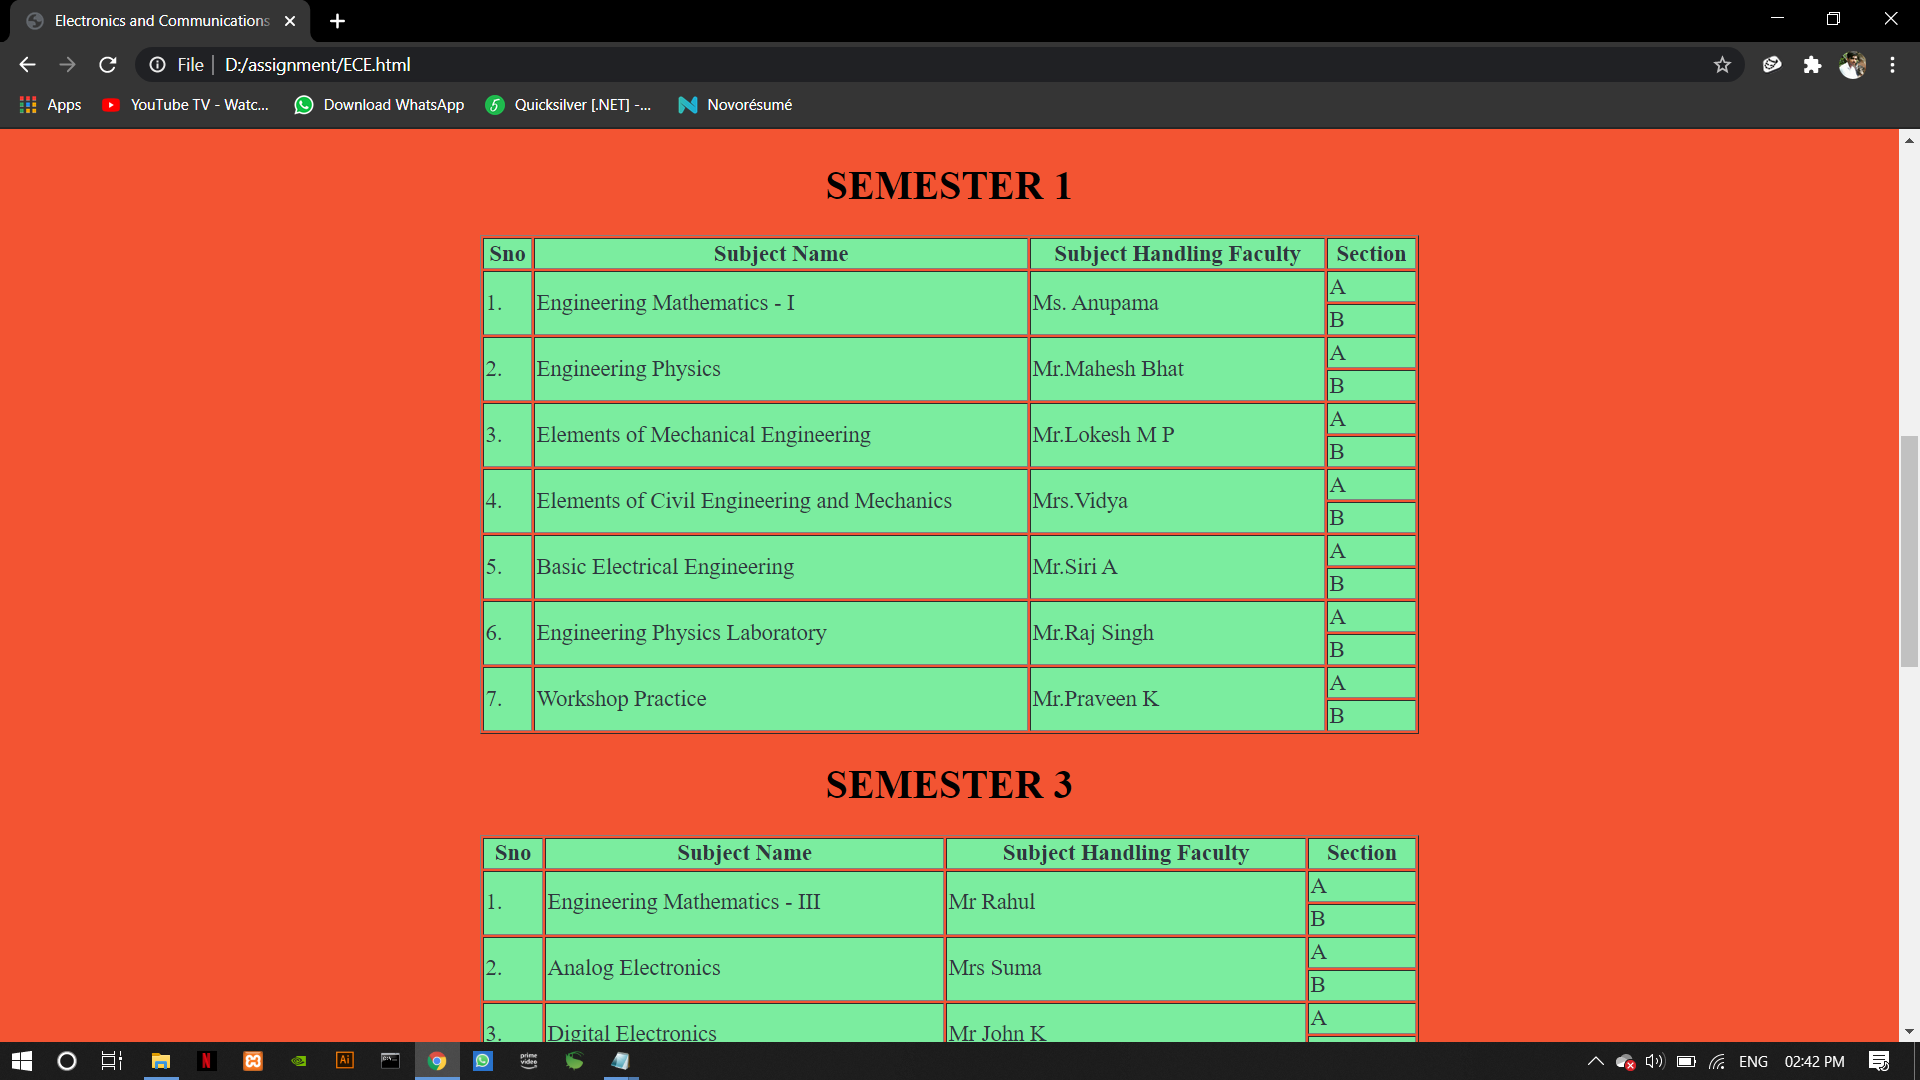 Electronics and Communications
File D:/assignment/ECE.html
Apps YouTube TV - Watc... Download WhatsApp Quicksilver [.NET] -... Novorésumé
SEMESTER 1
Sno Subject Name Subject Handling Faculty Section
1. Engineering Mathematics - I Ms. Anupama A
B
2. Engineering Physics Mr.Mahesh Bhat A
B
3. Elements of Mechanical Engineering Mr.Lokesh M P A
B
4. Elements of Civil Engineering and Mechanics Mrs.Vidya A
B
5. Basic Electrical Engineering Mr.Siri A A
B
6. Engineering Physics Laboratory Mr.Raj Singh A
B
7. Workshop Practice Mr.Praveen K A
B
SEMESTER 3
Sno Subject Name Subject Handling Faculty Section
1. Engineering Mathematics - III Mr Rahul A
B
2. Analog Electronics Mrs Suma A
B
3. Digital Electronics Mr John K A
N Ai prime video ENG 02:42 PM